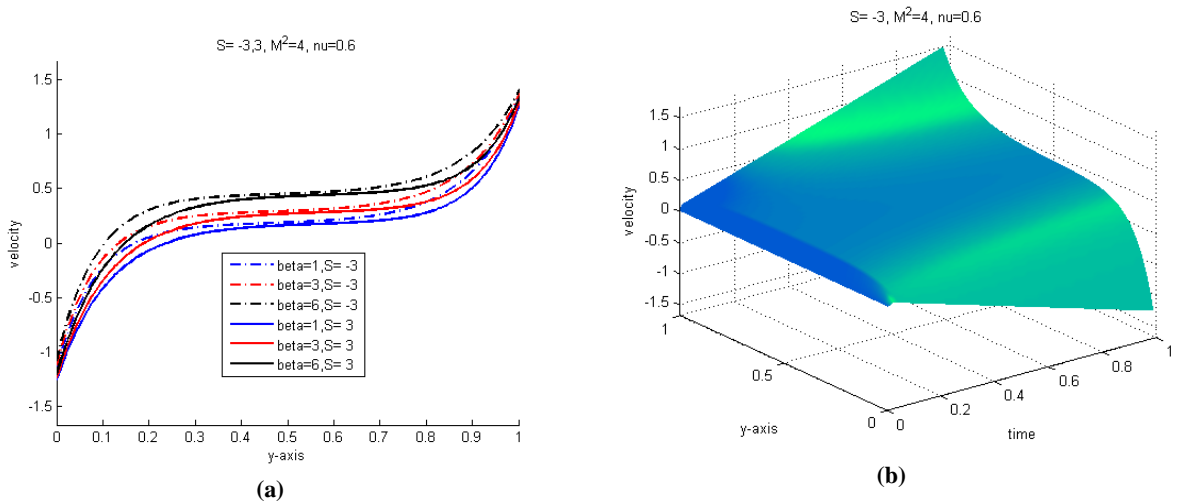 S= -3,3, M²=4, nu=0.6
1.5
1
0.5
0
-0.5
-1
-1.5
velocity
beta=1,S= -3
beta=3,S= -3
beta=6,S= -3
beta=1,S= 3
beta=3,S= 3
beta=6,S= 3
0 0.1 0.2 0.3 0.4 0.5 0.6 0.7 0.8 0.9 1
y-axis
(a)
S= -3, M²=4, nu=0.6
1.5
1
0.5
0
-0.5
-1
-1.5
velocity
1
0.5
0
y-axis
0
0.2
0.4
0.6
0.8
1
time
(b)